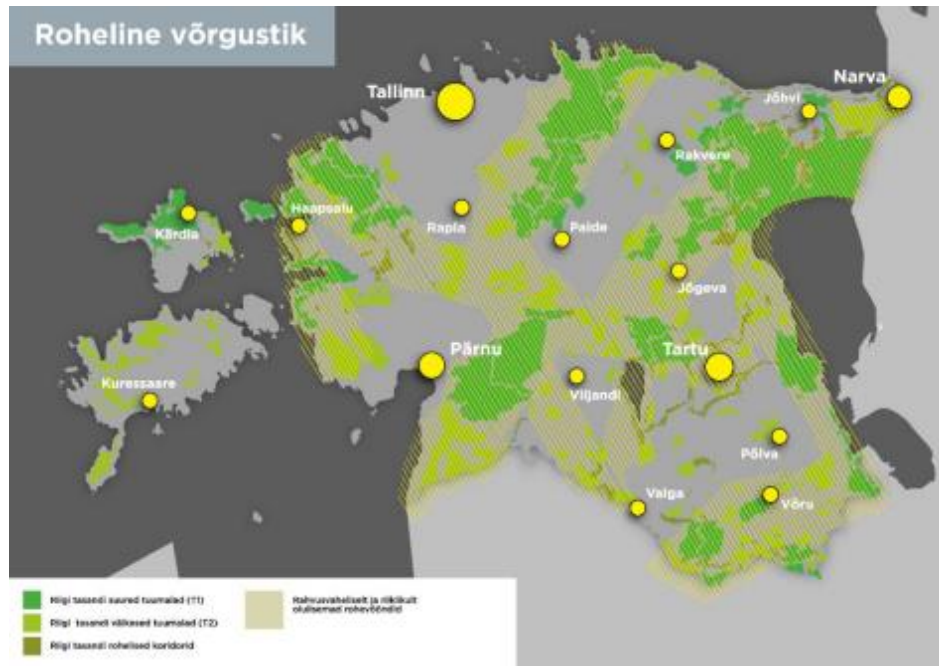 Roheline võrgustik
Narva
Tallinn
Jõhvi
Rakvere
Haapsalu
Rapla
Paide
Kärdla
Jõgeva
Pärnu
Tartu
Kuressaare
Viljandi
Põlva
Valga
Võru
Riigi tasandi suured tuumalad (T1)
Riigi tasandi väikesed tuumalad (T2)
Riigi tasandi rohelised koridorid
Rahvusvaheliselt ja riiklikult
olulisemad rohevööndid